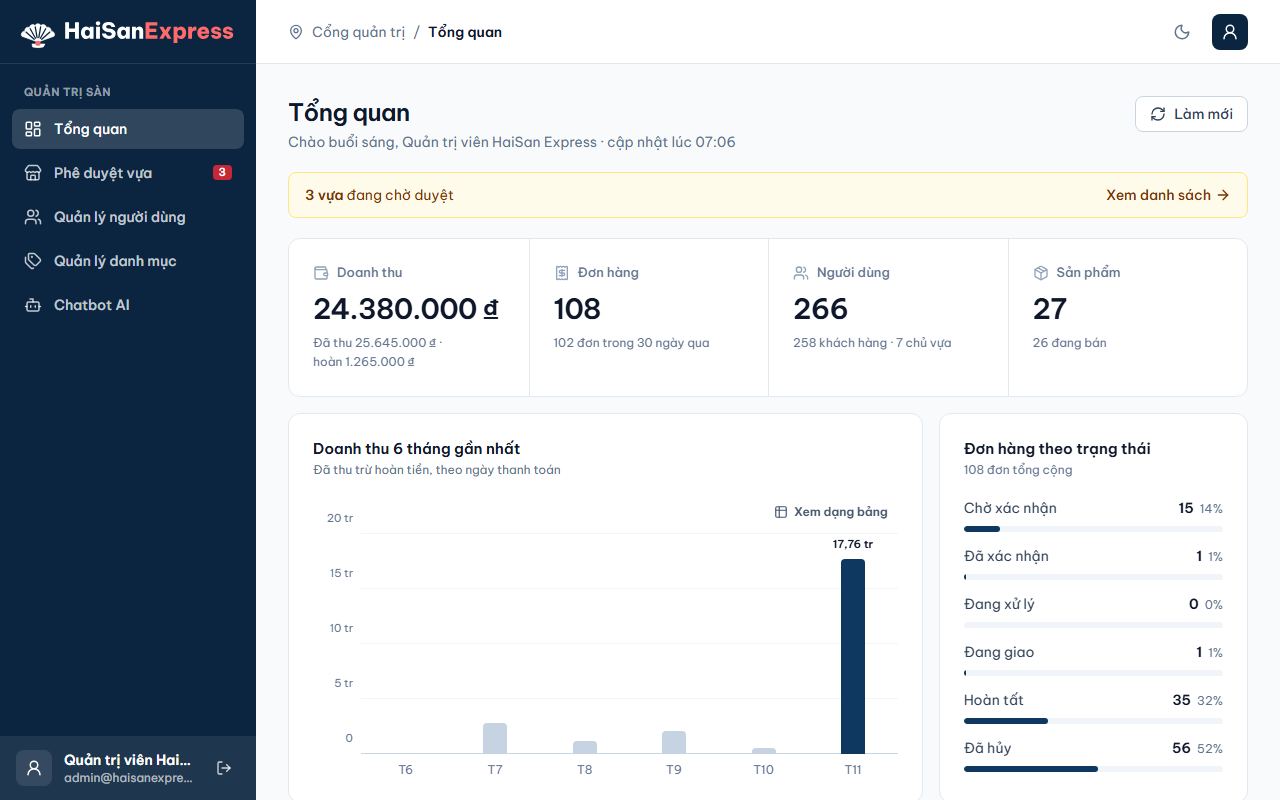 HaiSanExpress
QUẢN TRỊ SÀN
Tổng quan
Phê duyệt vựa 3
Quản lý người dùng
Quản lý danh mục
Chatbot AI
Quản trị viên Hai...
admin@haisanexpre...
Cổng quản trị / Tổng quan
Tổng quan
Chào buổi sáng, Quản trị viên HaiSan Express · cập nhật lúc 07:06
Làm mới
3 vựa đang chờ duyệt
Xem danh sách →
Doanh thu
24.380.000 ₫
Đã thu 25.645.000 ₫ ·
hoàn 1.265.000 ₫
Đơn hàng
108
102 đơn trong 30 ngày qua
Người dùng
266
258 khách hàng · 7 chủ vựa
Sản phẩm
27
26 đang bán
Doanh thu 6 tháng gần nhất
Đã thu trừ hoàn tiền, theo ngày thanh toán
Xem dạng bảng
20 tr
17,76 tr
15 tr
10 tr
5 tr
0
T6 T7 T8 T9 T10 T11
Đơn hàng theo trạng thái
108 đơn tổng cộng
Chờ xác nhận 15 14%
Đã xác nhận 1 1%
Đang xử lý 0 0%
Đang giao 1 1%
Hoàn tất 35 32%
Đã hủy 56 52%